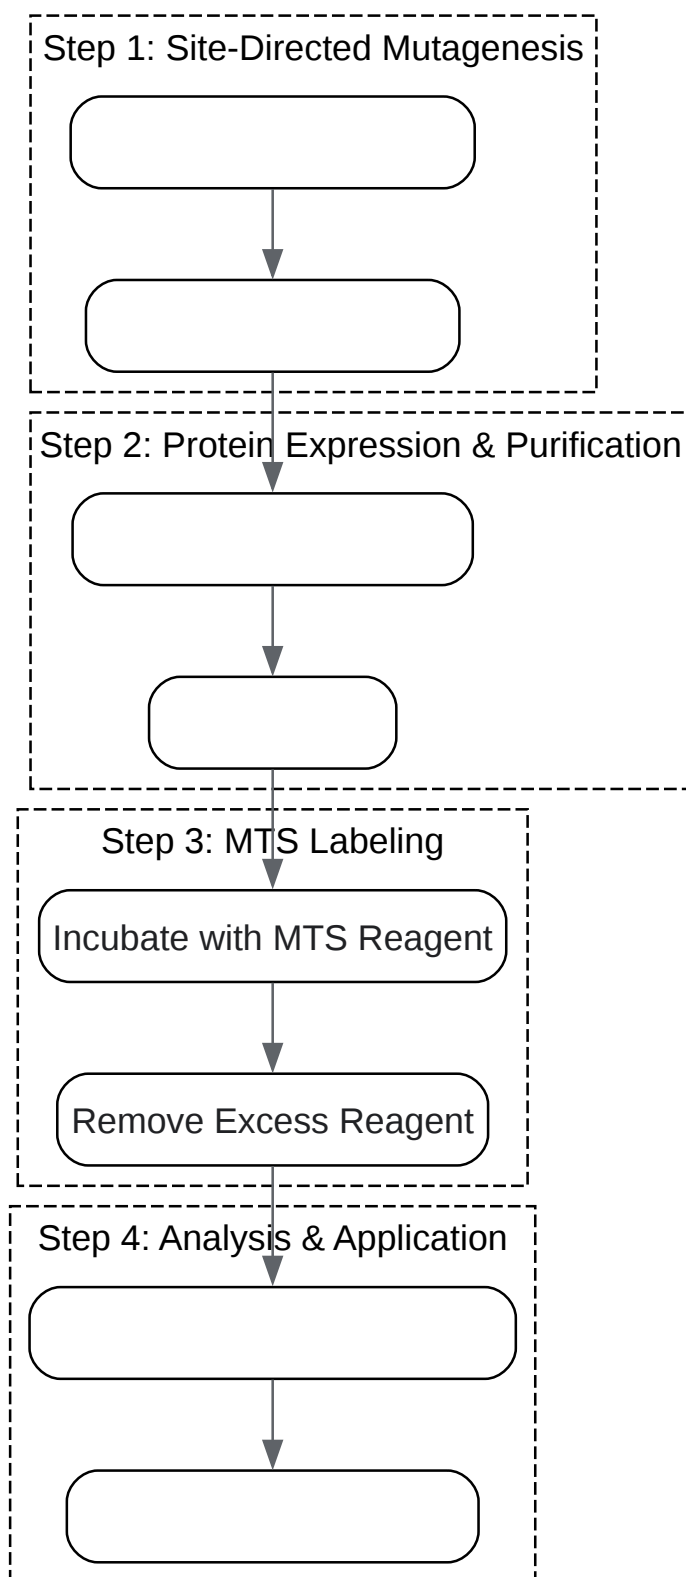 Step 1: Site-Directed Mutagenesis
Step 2: Protein Expression & Purification
Step 3: MTS Labeling
Incubate with MTS Reagent
Remove Excess Reagent
Step 4: Analysis & Application